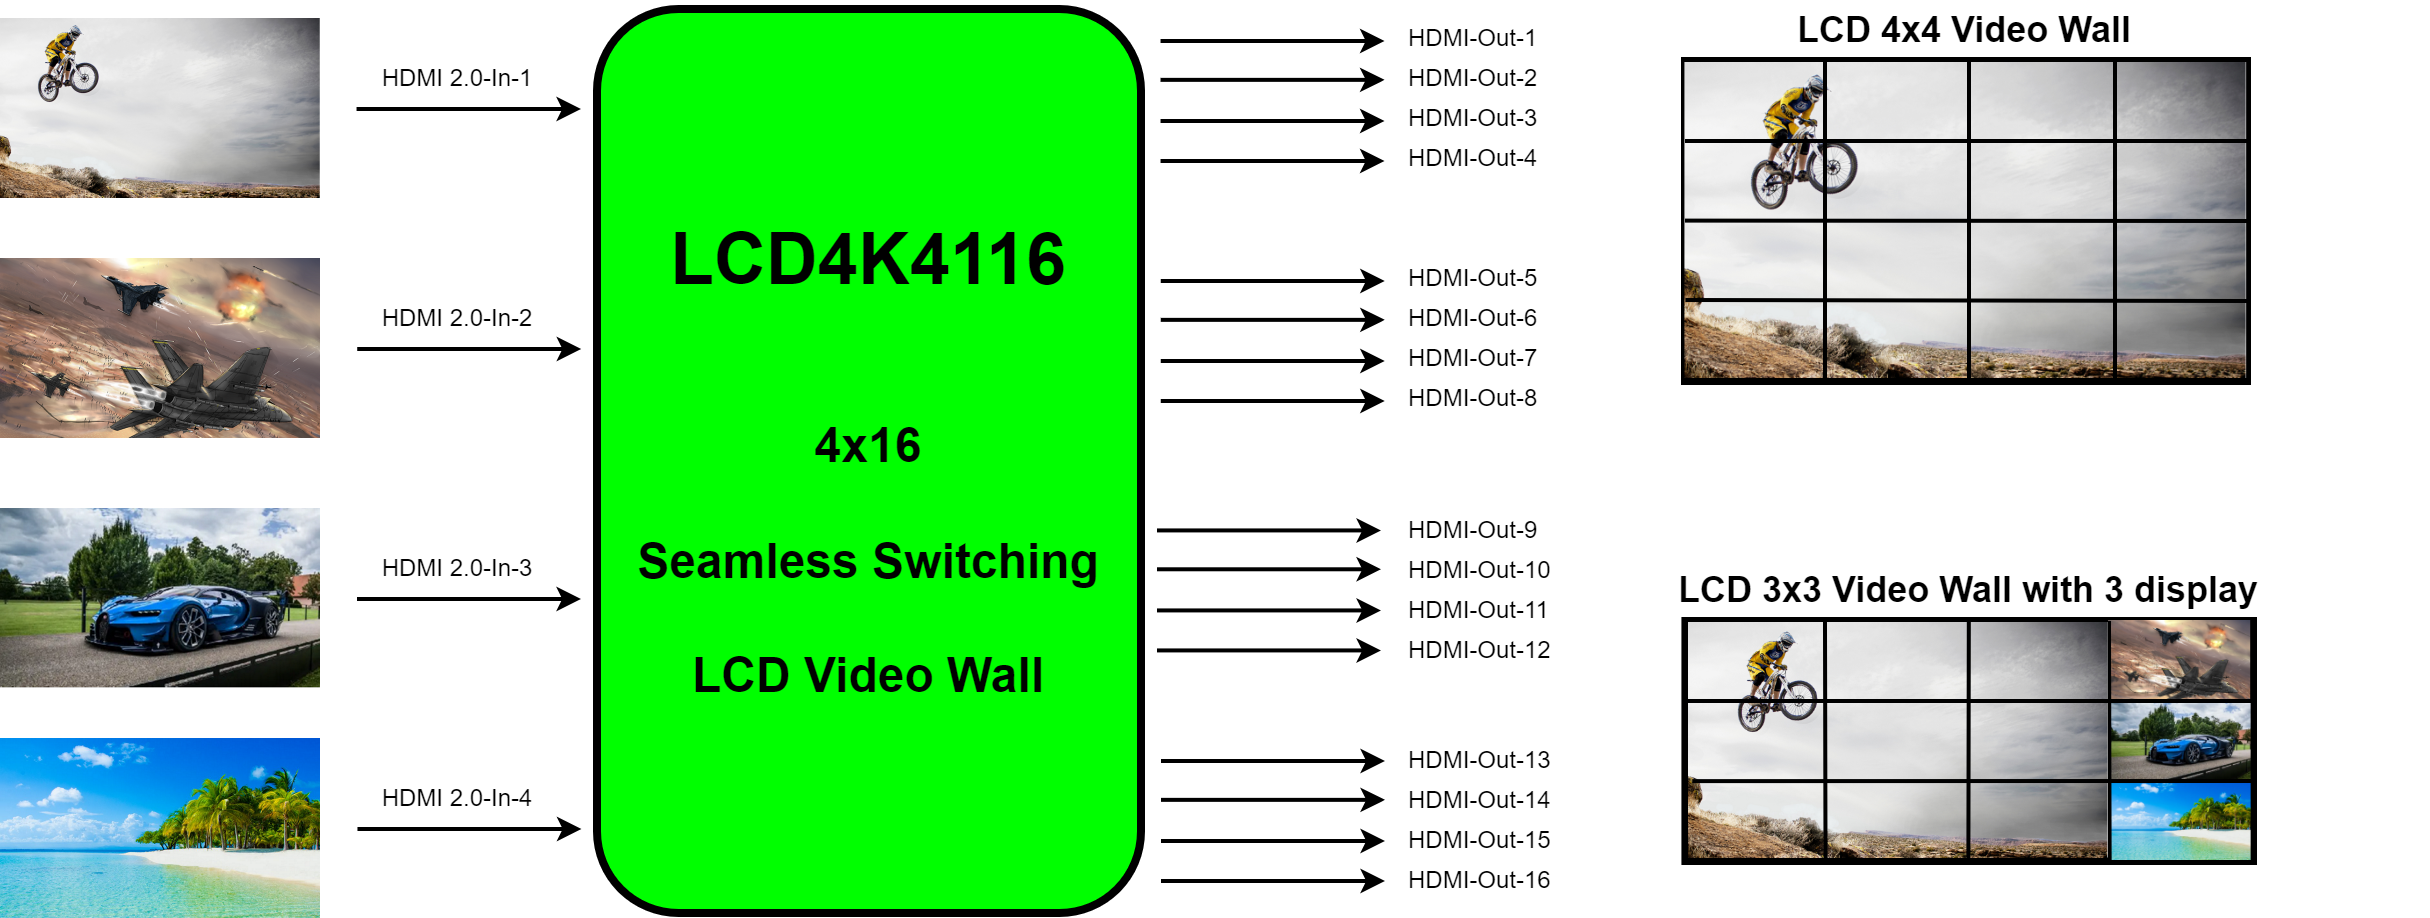 HDMI 2.0-In-1
HDMI 2.0-In-2
HDMI 2.0-In-3
HDMI 2.0-In-4
LCD4K4116
4x16
Seamless Switching
LCD Video Wall
HDMI-Out-1
HDMI-Out-2
HDMI-Out-3
HDMI-Out-4
HDMI-Out-5
HDMI-Out-6
HDMI-Out-7
HDMI-Out-8
HDMI-Out-9
HDMI-Out-10
HDMI-Out-11
HDMI-Out-12
HDMI-Out-13
HDMI-Out-14
HDMI-Out-15
HDMI-Out-16
LCD 4x4 Video Wall
LCD 3x3 Video Wall with 3 display